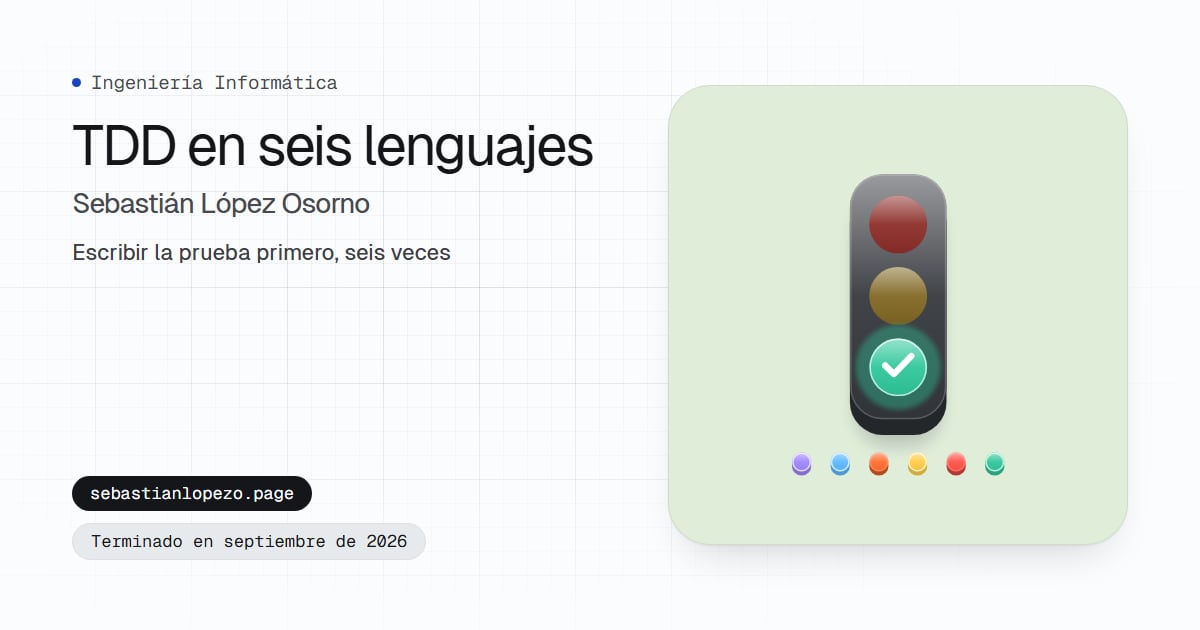 Ingeniería Informática
TDD en seis lenguajes
Sebastián López Osorno
Escribir la prueba primero, seis veces
sebastianlopezo.page
Terminado en septiembre de 2026